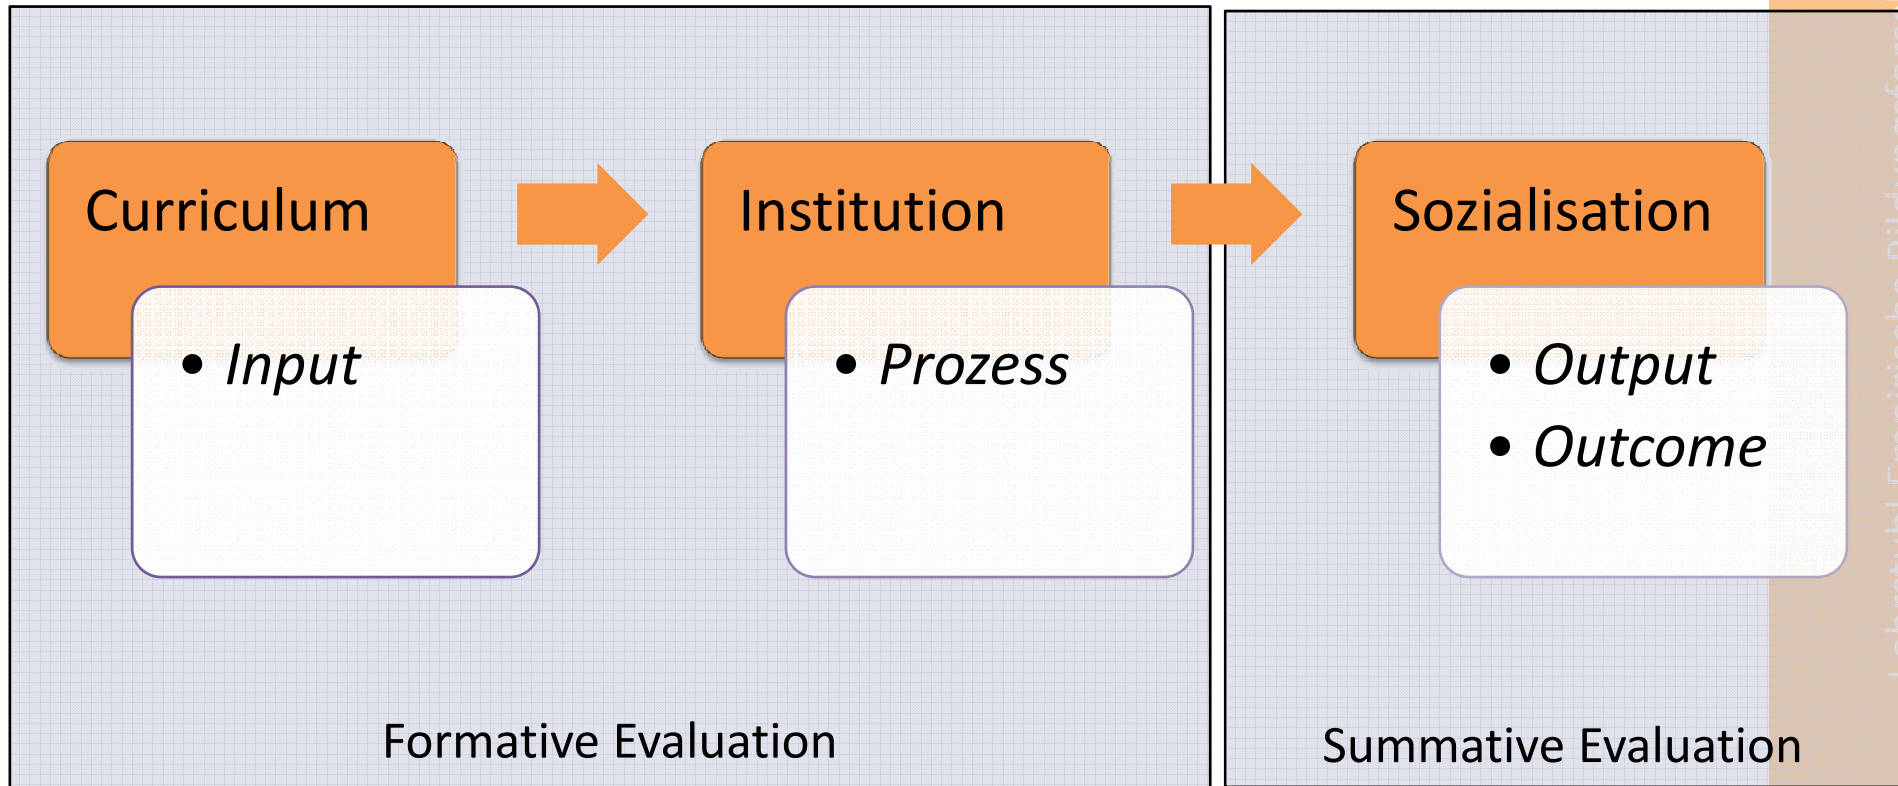 Curriculum
• Input
Institution
• Prozess
Sozialisation
• Output
• Outcome
Formative Evaluation
Summative Evaluation